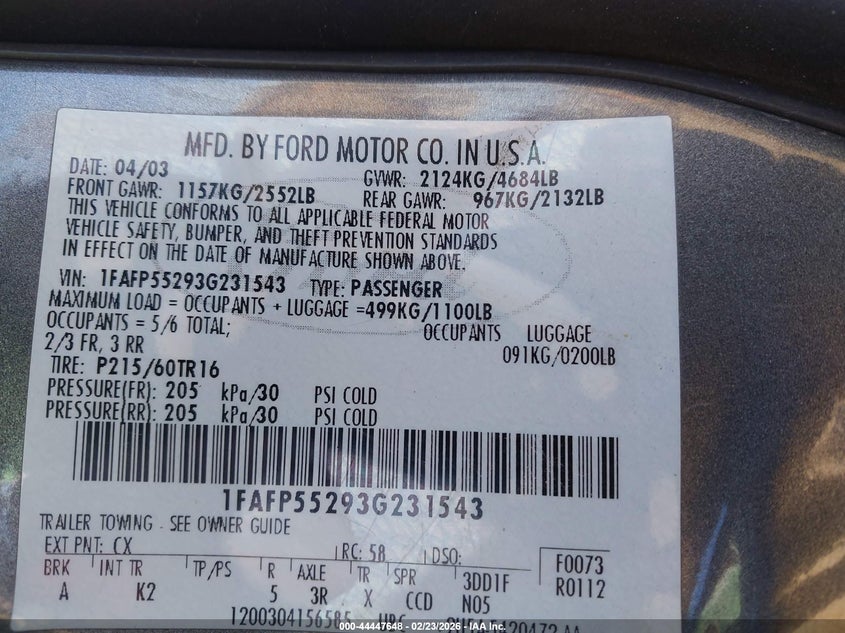 MFD. BY FORD MOTOR CO. IN U.S.A.
DATE: 04/03 GVWR: 2124KG/4684LB
FRONT GAWR: 1157KG/2552LB REAR GAWR: 967KG/2132LB
THIS VEHICLE CONFORMS TO ALL APPLICABLE FEDERAL MOTOR
VEHICLE SAFETY, BUMPER, AND THEFT PREVENTION STANDARDS
IN EFFECT ON THE DATE OF MANUFACTURE SHOWN ABOVE.
VIN: 1FAFP55293G231543 TYPE: PASSENGER
MAXIMUM LOAD = OCCUPANTS + LUGGAGE =499KG/1100LB
OCCUPANTS = 5/6 TOTAL; OCCUPANTS LUGGAGE
2/3 FR, 3 RR 091KG/0200LB
TIRE: P215/60TR16
PRESSURE(FR): 205 kPa/30 PSI COLD
PRESSURE(RR): 205 kPa/30 PSI COLD
1FAFP55293G231543
TRAILER TOWING - SEE OWNER GUIDE
EXT PNT: CX RC: 58 DSO: F0073
BRK INT TR TP/PS R AXLE TR SPR 3DD1F R0112
A K2 5 3R X CCD N05
000-44447648 - 02/23/2026 - IAA Inc.